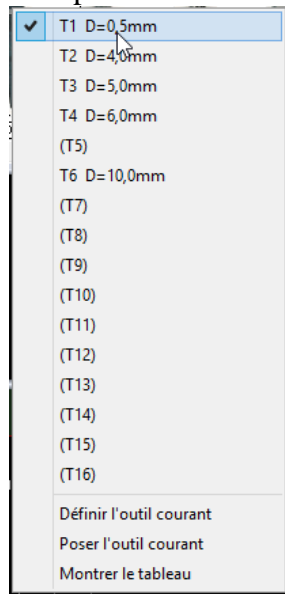 T1 D=0,5mm
T2 D=4,0mm
T3 D=5,0mm
T4 D=6,0mm
(T5)
T6 D=10,0mm
(T7)
(T8)
(T9)
(T10)
(T11)
(T12)
(T13)
(T14)
(T15)
(T16)
Définir l'outil courant
Poser l'outil courant
Montrer le tableau